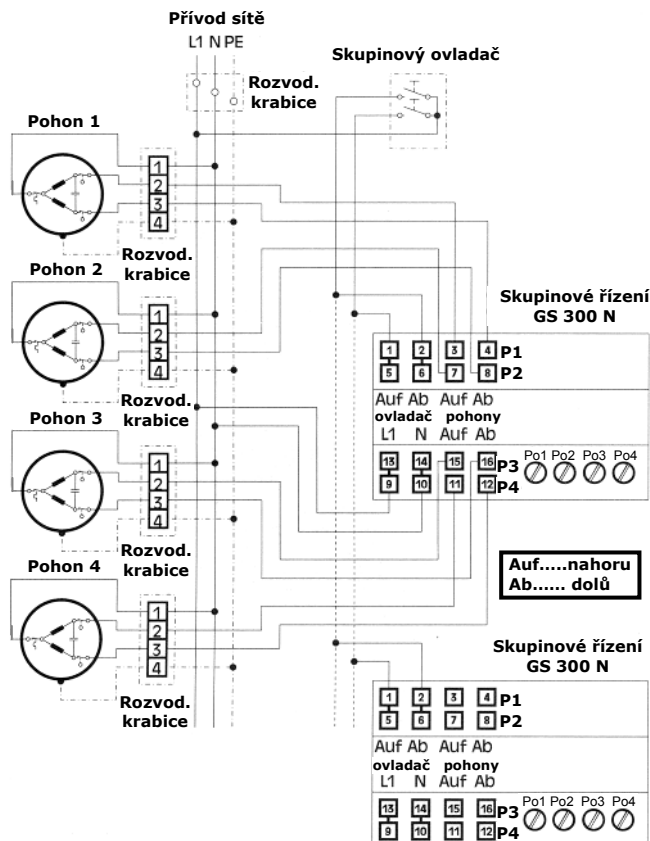 Přívod sítě
L1 N PE
Skupinový ovladač
Rozvod.
krabice
Pohon 1
1
2
3
4
Rozvod.
krabice
Pohon 2
1
2
3
4
Rozvod.
krabice
Pohon 3
1
2
3
4
Rozvod.
krabice
Pohon 4
1
2
3
4
Rozvod.
krabice
Skupinové řízení
GS 300 N
1 2 3 4 P1
5 6 7 8 P2
Auf Ab Auf Ab
ovladač pohony
L1 N Auf Ab
13 14 15 16 P3
9 10 11 12 P4
Po1 Po2 Po3 Po4
Auf.....nahoru
Ab...... dolů
Skupinové řízení
GS 300 N
1 2 3 4 P1
5 6 7 8 P2
Auf Ab Auf Ab
ovladač pohony
L1 N Auf Ab
13 14 15 16 P3
9 10 11 12 P4
Po1 Po2 Po3 Po4